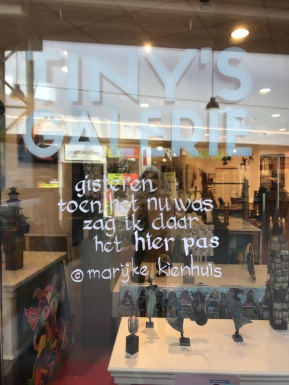 TINY'S
GALERIE
gisteren
toen het nu was
zag ik daar
het hier pas
© marijke kienhuis